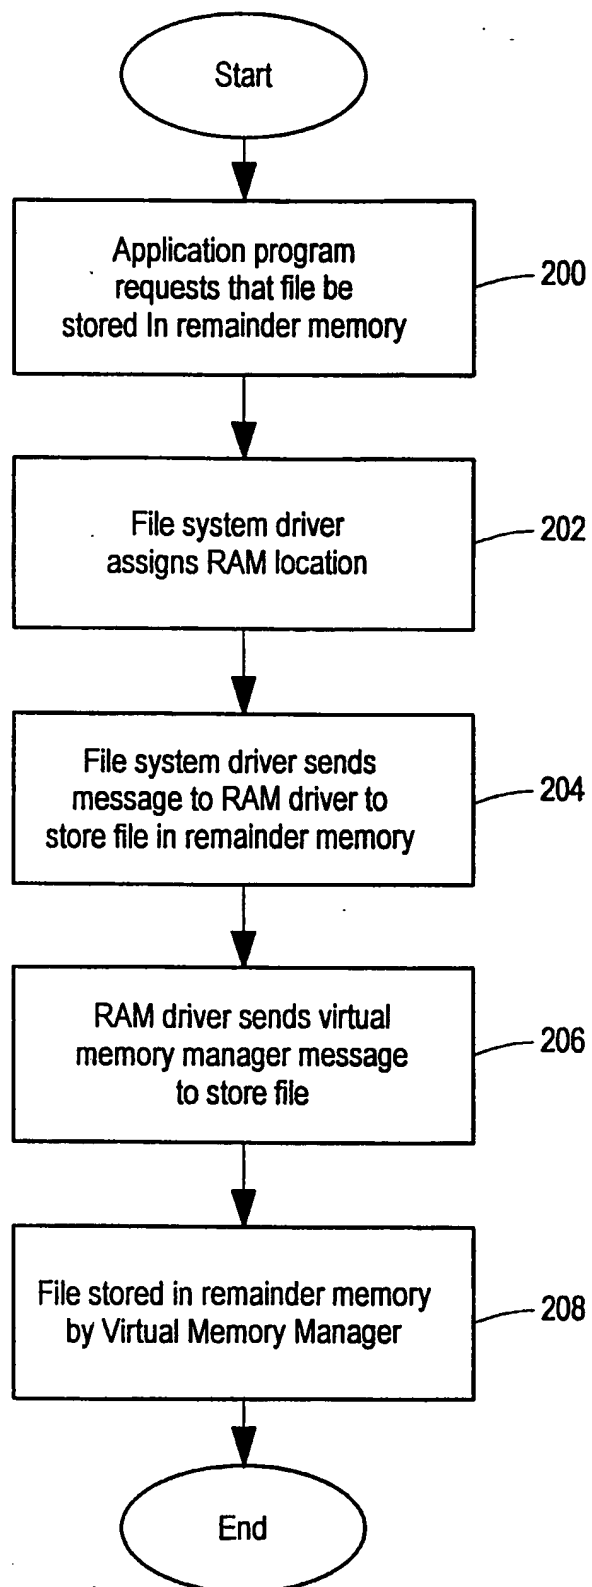 Start
Application program
requests that file be
stored In remainder memory
200
File system driver
assigns RAM location
202
File system driver sends
message to RAM driver to
store file in remainder memory
204
RAM driver sends virtual
memory manager message
to store file
206
File stored in remainder memory
by Virtual Memory Manager
208
End